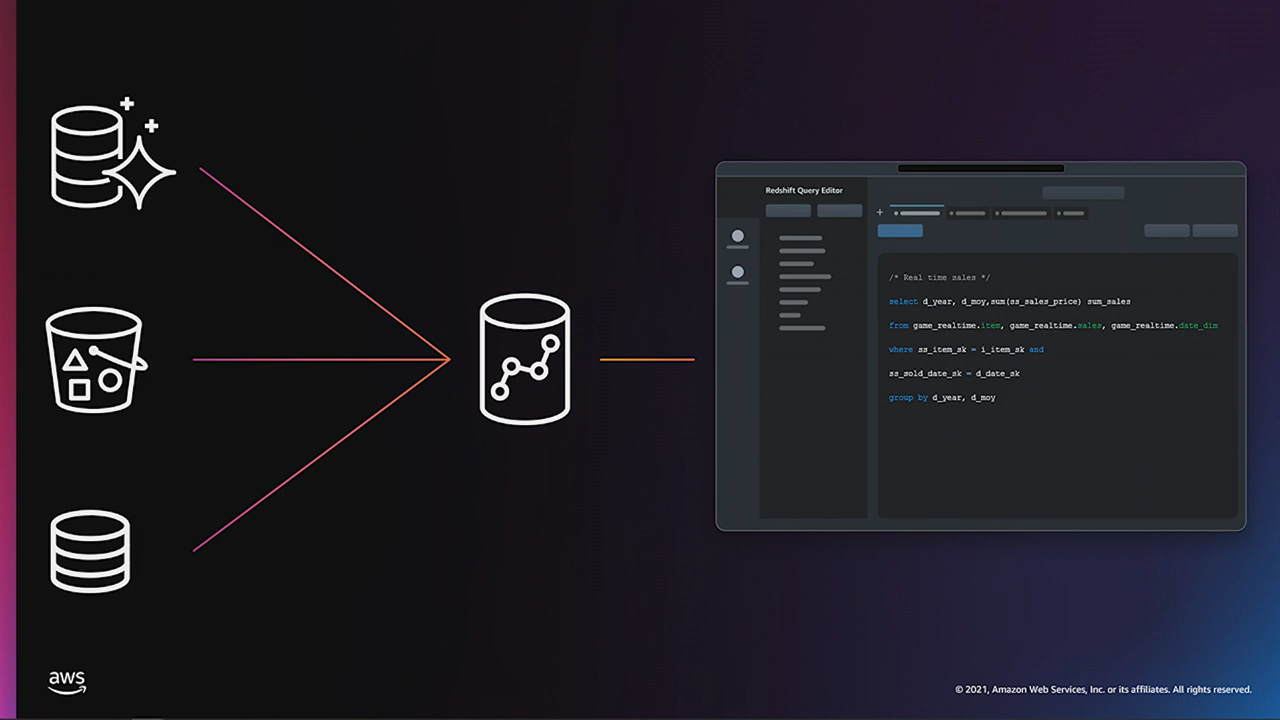 Redshift Query Editor
+
/* Real time sales */
select d_year, d_moy,sum(ss_sales_price) sum_sales
from game_realtime.item, game_realtime.sales, game_realtime.date_dim
where ss_item_sk = i_item_sk and
ss_sold_date_sk = d_date_sk
group by d_year, d_moy
aws
© 2021, Amazon Web Services, Inc. or its affiliates. All rights reserved.